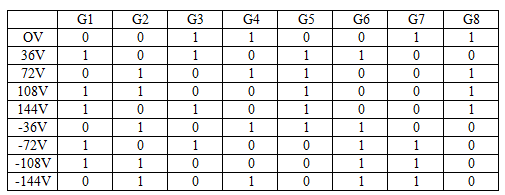 G1 G2 G3 G4 G5 G6 G7 G8
OV 0 0 1 1 0 0 1 1
36V 1 0 1 0 1 1 0 0
72V 0 1 0 1 1 0 0 1
108V 1 1 0 0 1 0 0 1
144V 1 0 1 0 1 0 0 1
-36V 0 1 0 1 1 1 0 0
-72V 1 0 1 0 0 1 1 0
-108V 1 1 0 0 0 1 1 0
-144V 0 1 0 1 0 1 1 0